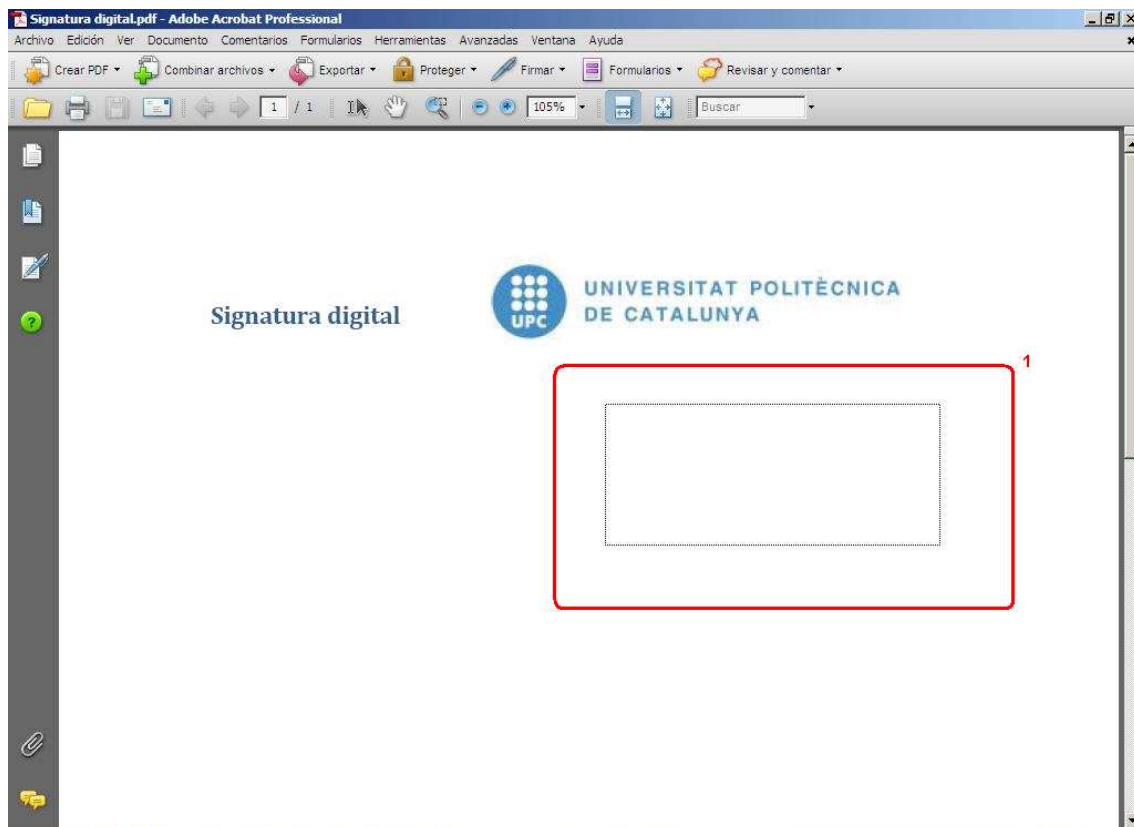 Signatura digital.pdf - Adobe Acrobat Professional
Archivo Edición Ver Documento Comentarios Formularios Herramientas Avanzadas Ventana Ayuda
Crear PDF Combinar archivos Exportar Proteger Firmar Formularios Revisar y comentar
1 / 1 105% Buscar
UNIVERSITAT POLITÈCNICA
DE CATALUNYA
UPC
Signatura digital
1